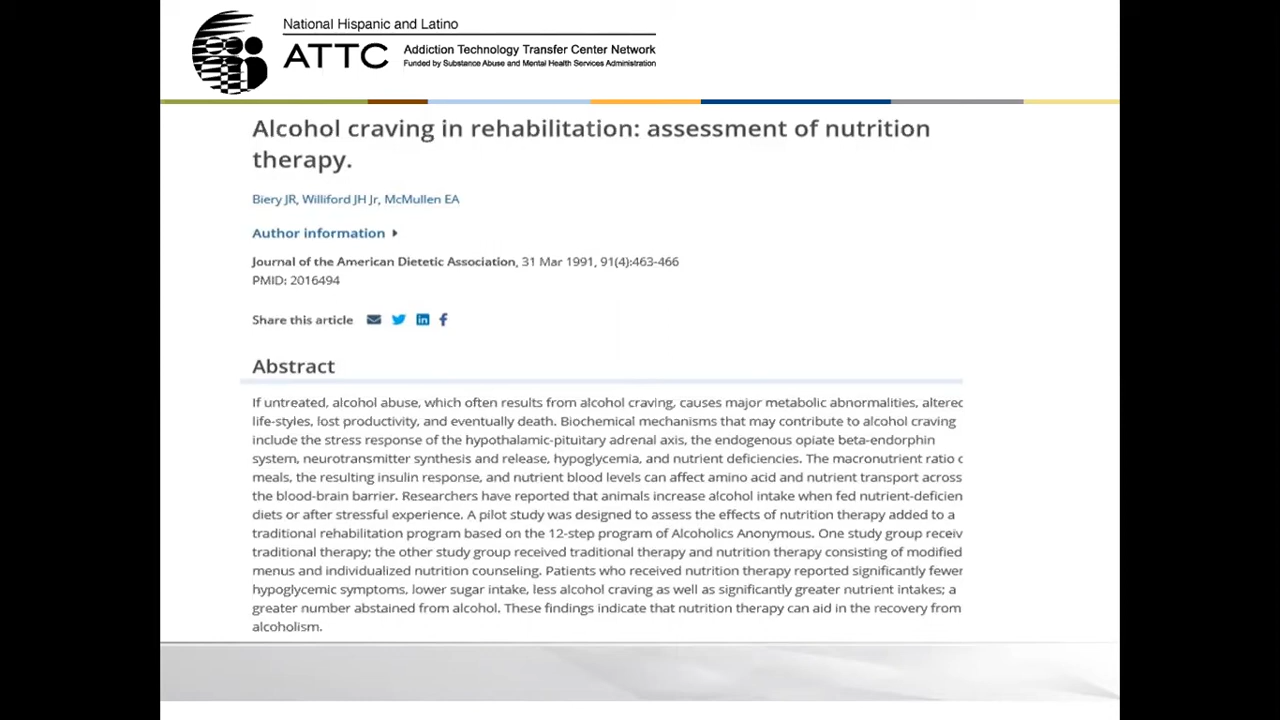 National Hispanic and Latino
ATTC
Addiction Technology Transfer Center Network
Funded by Substance Abuse and Mental Health Services Administration
Alcohol craving in rehabilitation: assessment of nutrition
therapy.
Biery JR, Williford JH Jr, McMullen EA
Author information
Journal of the American Dietetic Association, 31 Mar 1991, 91(4):463-466
PMID: 2016494
Share this article
Abstract
If untreated, alcohol abuse, which often results from alcohol craving, causes major metabolic abnormalities, altered
life-styles, lost productivity, and eventually death. Biochemical mechanisms that may contribute to alcohol craving
include the stress response of the hypothalamic-pituitary adrenal axis, the endogenous opiate beta-endorphin
system, neurotransmitter synthesis and release, hypoglycemia, and nutrient deficiencies. The macronutrient ratio
meals, the resulting insulin response, and nutrient blood levels can affect amino acid and nutrient transport across
the blood-brain barrier. Researchers have reported that animals increase alcohol intake when fed nutrient-deficien
diets or after stressful experience. A pilot study was designed to assess the effects of nutrition therapy added to a
traditional rehabilitation program based on the 12-step program of Alcoholics Anonymous. One study group receiv
traditional therapy; the other study group received traditional therapy and nutrition therapy consisting of modified
menus and individualized nutrition counseling. Patients who received nutrition therapy reported significantly fewer
hypoglycemic symptoms, lower sugar intake, less alcohol craving as well as significantly greater nutrient intakes; a
greater number abstained from alcohol. These findings indicate that nutrition therapy can aid in the recovery from
alcoholism.